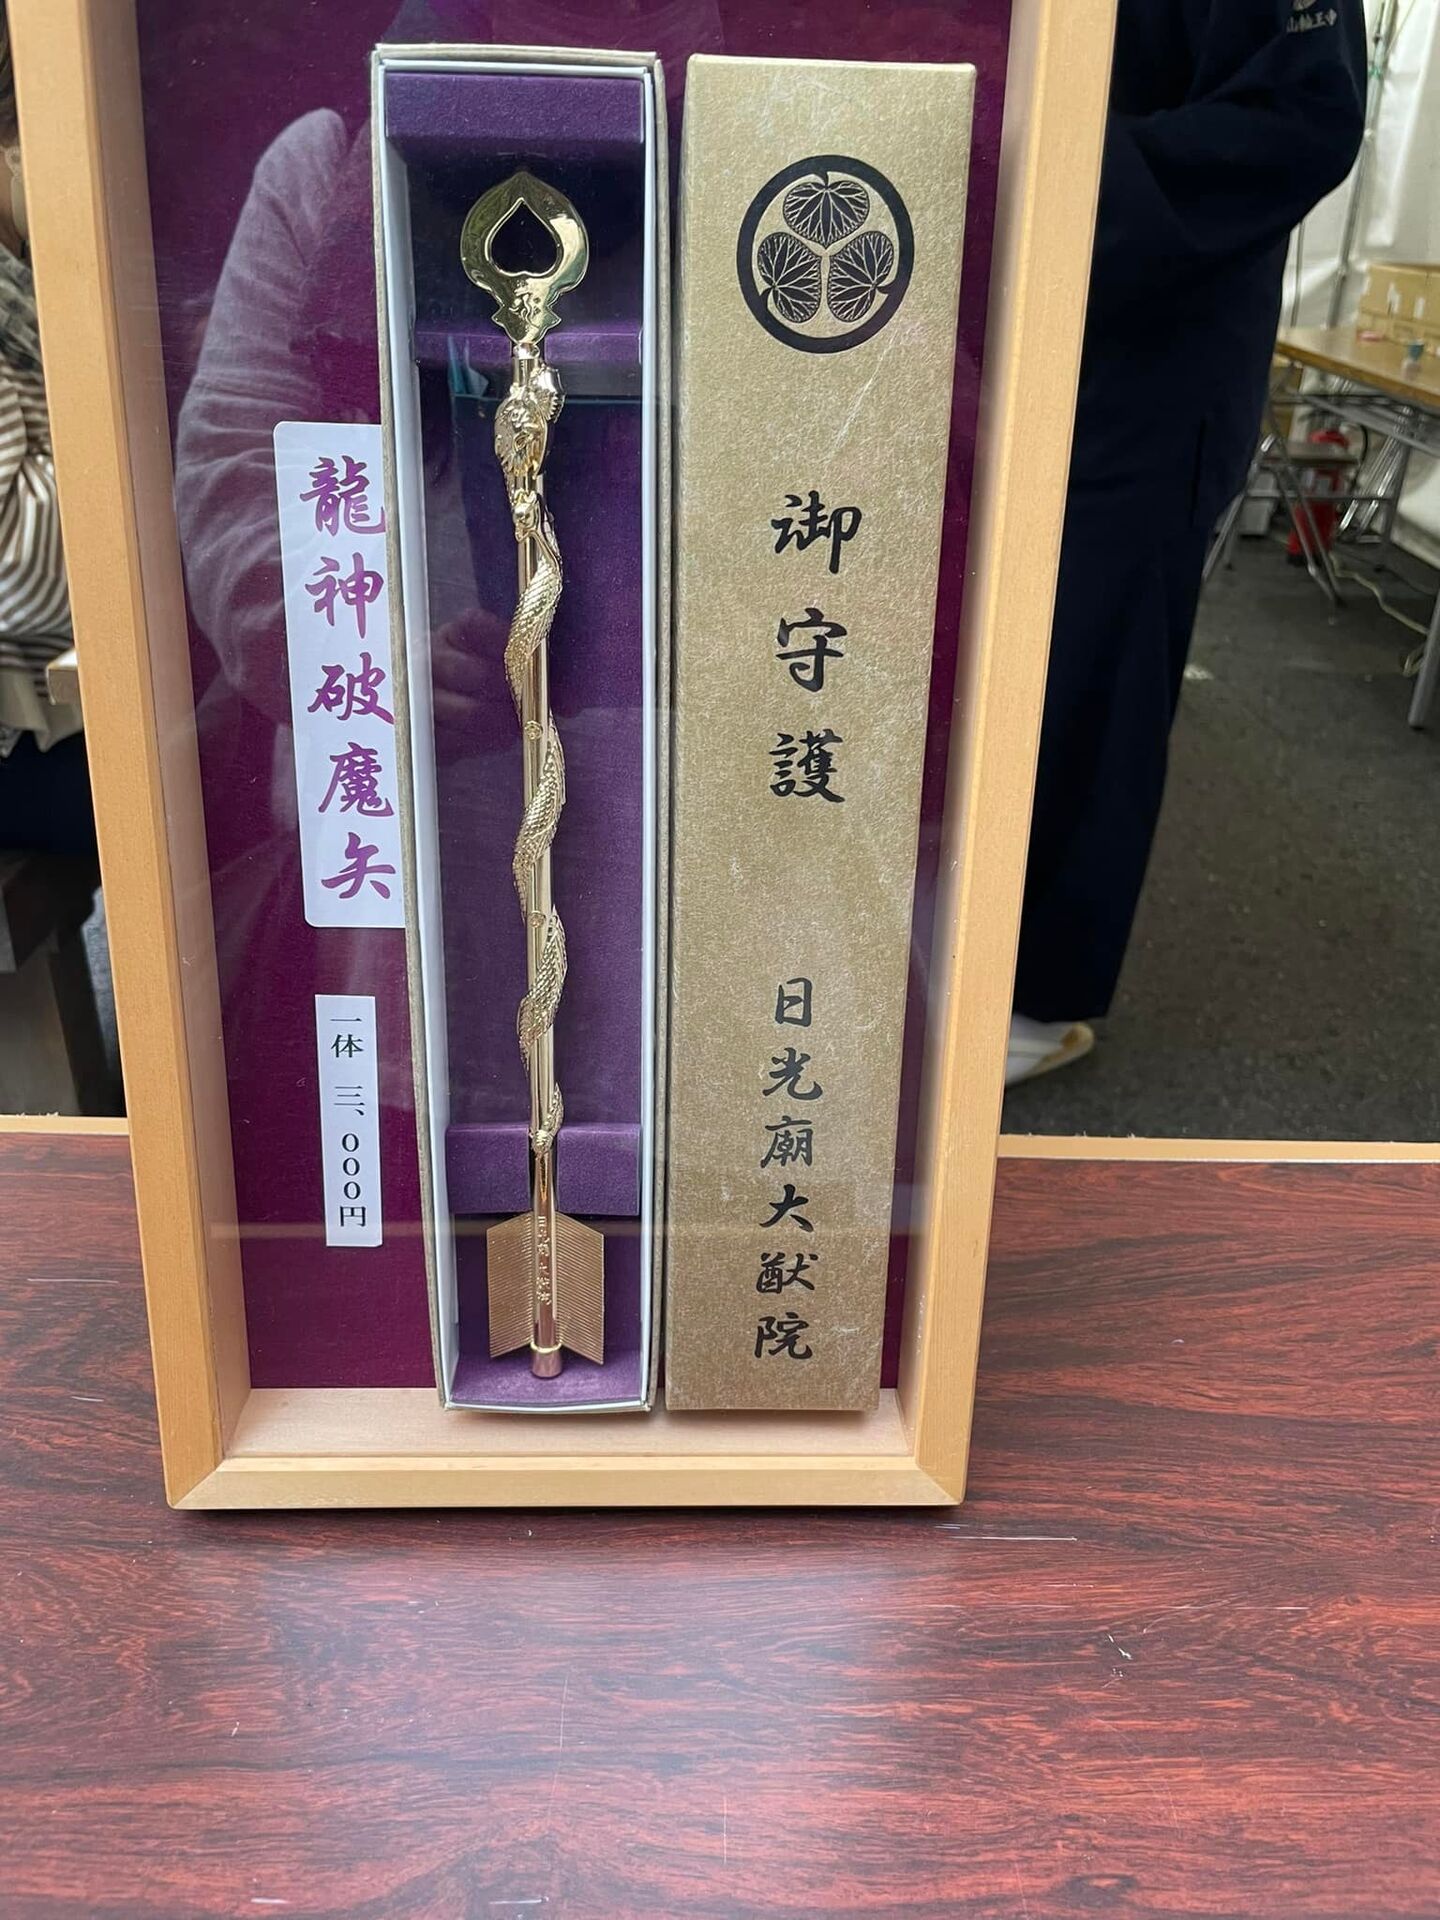 御守護 日光廟大猷院
龍神破魔矢
一体 三、〇〇〇円